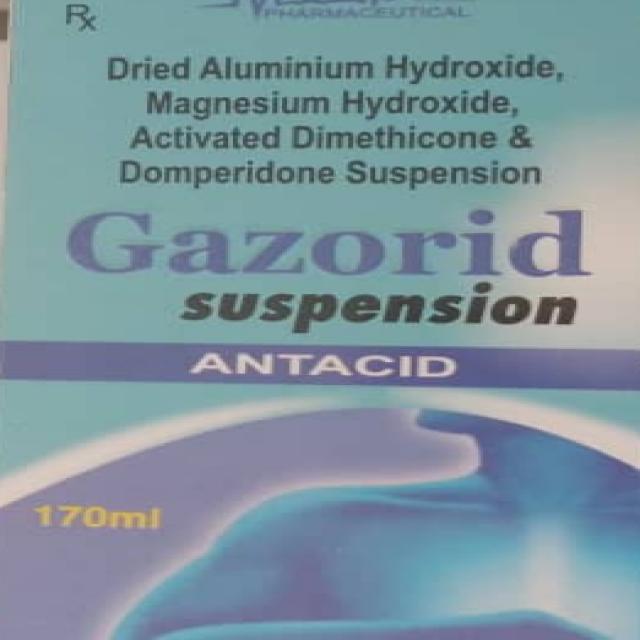 Rx
PHARMACEUTICAL
Dried Aluminium Hydroxide,
Magnesium Hydroxide,
Activated Dimethicone &
Domperidone Suspension
Gazorid
suspension
ANTACID
170ml